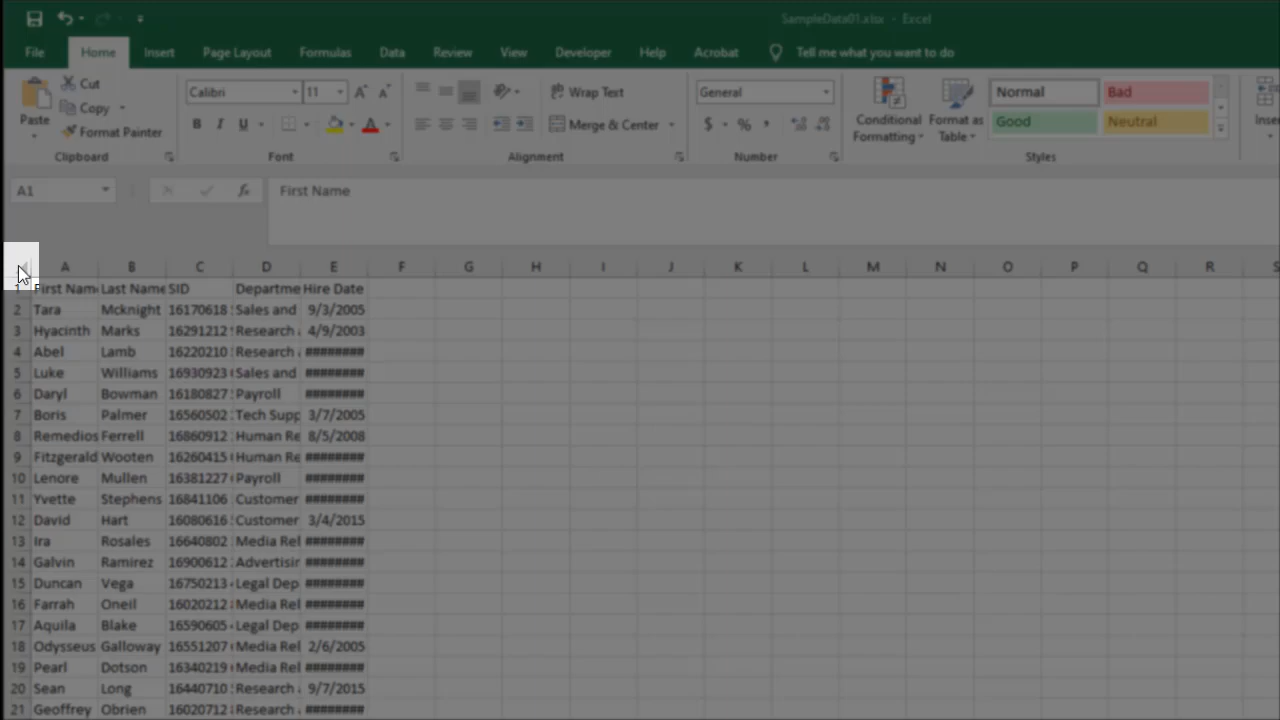 SampleData01.xlsx - Excel
File Home Insert Page Layout Formulas Data Review View Developer Help Acrobat Tell me what you want to do
Cut
Copy
Format Painter
Paste
Clipboard
Calibri 11
B I U
Font
Wrap Text
Merge & Center
Alignment
General
$ % ,
Number
Conditional Formatting
Format as Table
Normal Bad
Good Neutral
Styles
A1 fx First Name
A B C D E F G H I J K L M N O P Q R S
1 First Name Last Name SID Departme Hire Date
2 Tara Mcknight 16170618 Sales and 9/3/2005
3 Hyacinth Marks 16291212 Research 4/9/2003
4 Abel Lamb 16220210 Research ########
5 Luke Williams 16930923 Sales and ########
6 Daryl Bowman 16180827 Payroll ########
7 Boris Palmer 16560502 Tech Supp 3/7/2005
8 Remedios Ferrell 16860912 Human Re 8/5/2008
9 Fitzgerald Wooten 16260415 Human Re ########
10 Lenore Mullen 16381227 Payroll ########
11 Yvette Stephens 16841106 Customer ########
12 David Hart 16080616 Customer 3/4/2015
13 Ira Rosales 16640802 Media Rel ########
14 Galvin Ramirez 16900612 Advertisin ########
15 Duncan Vega 16750213 Legal Dep ########
16 Farrah Oneil 16020212 Media Rel ########
17 Aquila Blake 16590605 Legal Dep ########
18 Odysseus Galloway 16551207 Media Rel 2/6/2005
19 Pearl Dotson 16340219 Media Rel ########
20 Sean Long 16440710 Research 9/7/2015
21 Geoffrey Obrien 16020712 Research ########